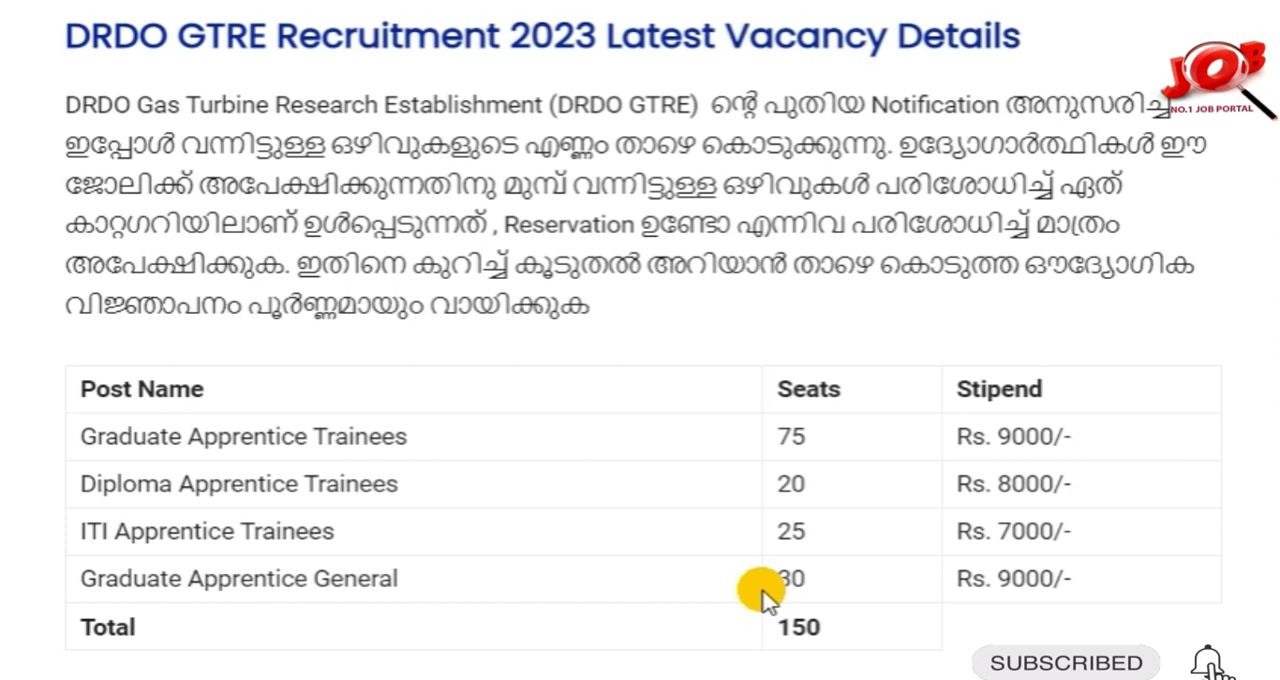 DRDO GTRE Recruitment 2023 Latest Vacancy Details
JOB
NO.1 JOB PORTAL
DRDO Gas Turbine Research Establishment (DRDO GTRE) ന്റെ പുതിയ Notification അനുസരിച്ച്
ഇപ്പോൾ വന്നിട്ടുള്ള ഒഴിവുകളുടെ എണ്ണം താഴെ കൊടുക്കുന്നു. ഉദ്യോഗാർത്ഥികൾ ഈ
ജോലിക്ക് അപേക്ഷിക്കുന്നതിനു മുമ്പ് വന്നിട്ടുള്ള ഒഴിവുകൾ പരിശോധിച്ച് ഏത്
കാറ്റഗറിയിലാണ് ഉൾപ്പെടുന്നത് , Reservation ഉണ്ടോ എന്നിവ പരിശോധിച്ച് മാത്രം
അപേക്ഷിക്കുക. ഇതിനെ കുറിച്ച് കൂടുതൽ അറിയാൻ താഴെ കൊടുത്ത ഔദ്യോഗിക
വിജ്ഞാപനം പൂർണ്ണമായും വായിക്കുക
Post Name Seats Stipend
Graduate Apprentice Trainees 75 Rs. 9000/-
Diploma Apprentice Trainees 20 Rs. 8000/-
ITI Apprentice Trainees 25 Rs. 7000/-
Graduate Apprentice General 30 Rs. 9000/-
Total 150
SUBSCRIBED